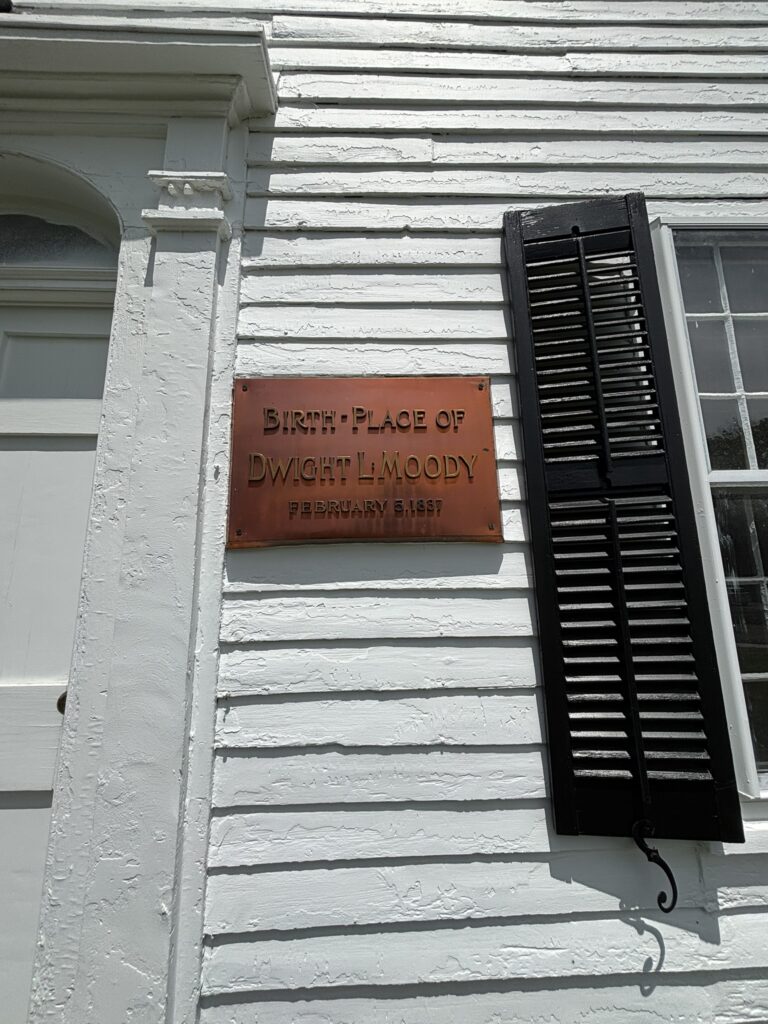 BIRTH-PLACE OF
DWIGHT L. MOODY
FEBRUARY 5, 1837